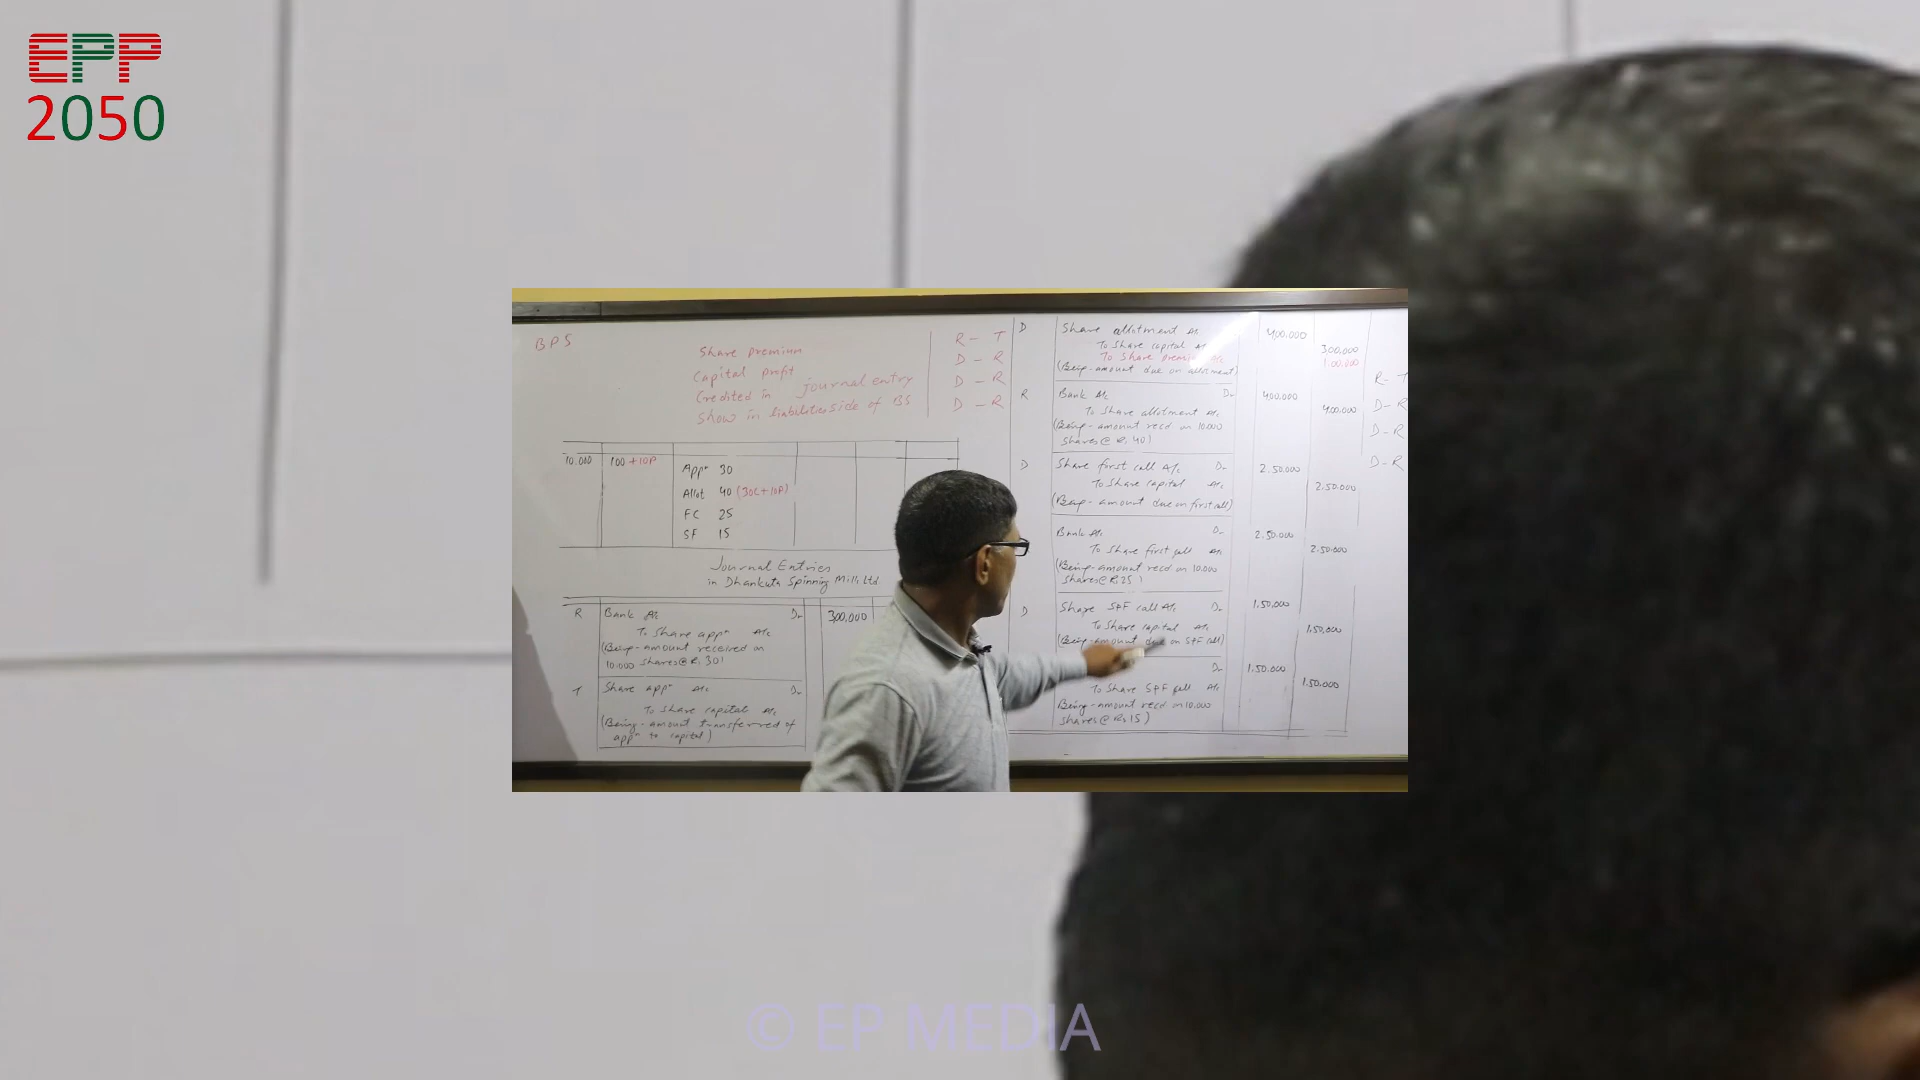 EPP
2050
BPS
Share premium
Capital profit
Credited in journal entry
Show in liabilities side of BS
R - T
D - R
D - R
D - R
10.000 100 +10P
Appⁿ 30
Allot 40 (30C+10P)
FC 25
SF 15
Journal Entries
in Dhankuta Spinning Mills Ltd
R Bank A/c Dr 300,000
To Share appⁿ A/c
(Being - amount received on
10.000 shares @ Rs 30)
T Share appⁿ A/c Dr
To Share capital A/c
(Being - amount transferred of
appⁿ to capital)
D Share allotment A/c 400.000
To Share capital A/c 300.000
To Share 1.00.000
(Being - amount due on allotment)
R Bank A/c Dr 400.000
To Share allotment A/c 400.000
(Being - amount recd on 10.000
shares @ Rs 40)
D Share first call A/c Dr 2.50.000
To Share capital A/c 2.50.000
(Being - amount due on first call)
Bank A/c Dr 2.50.000
To Share first call A/c 2.50.000
(Being - amount recd on 10.000
shares @ Rs 25)
D Share S&F call A/c Dr 1.50.000
To Share capital A/c 1.50.000
(Being - amount due on S&F call)
Dr 1.50.000
To Share S&F call A/c 1.50.000
Being - amount recd on 10.000
shares @ Rs 15)
R - T
D - R
D - R
D - R
© EP MEDIA